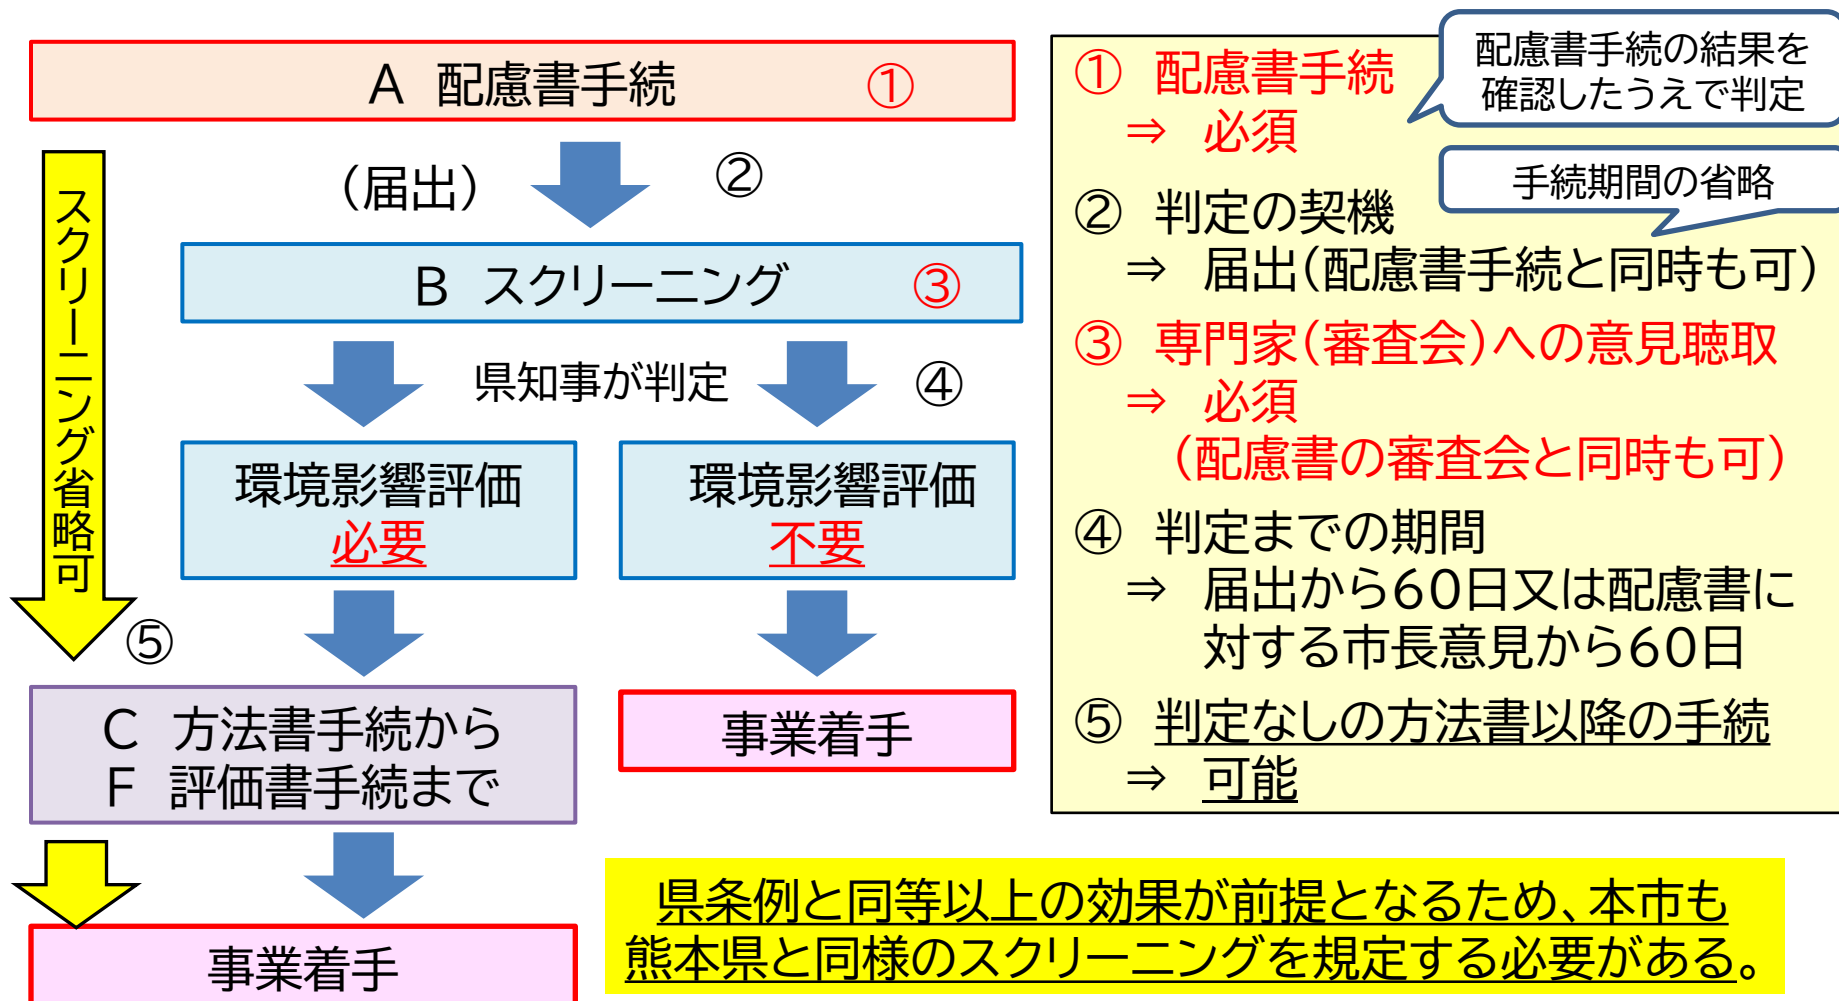 A 配慮書手続 ①
（届出） ②
B スクリーニング ③
県知事が判定 ④
環境影響評価
必要
環境影響評価
不要
スクリーニング省略可
⑤
C 方法書手続から
F 評価書手続まで
事業着手
事業着手
① 配慮書手続
⇒ 必須
配慮書手続の結果を
確認したうえで判定
手続期間の省略
② 判定の契機
⇒ 届出（配慮書手続と同時も可）
③ 専門家（審査会）への意見聴取
⇒ 必須
（配慮書の審査会と同時も可）
④ 判定までの期間
⇒ 届出から60日又は配慮書に
対する市長意見から60日
⑤ 判定なしの方法書以降の手続
⇒ 可能
県条例と同等以上の効果が前提となるため、本市も
熊本県と同様のスクリーニングを規定する必要がある。